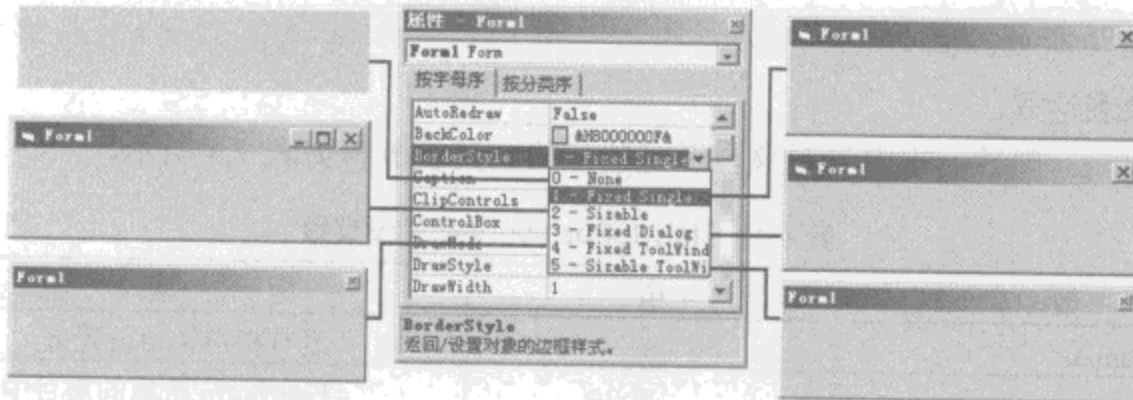 属性 - Form1
Form1 Form
按字母序 按分类序
AutoRedraw False
BackColor &H8000000F&
BorderStyle - Fixed Single
Caption
ClipControls
ControlBox
DrawMode
DrawStyle
DrawWidth 1
0 - None
1 - Fixed Single
2 - Sizable
3 - Fixed Dialog
4 - Fixed ToolWind
5 - Sizable ToolWi
BorderStyle
返回/设置对象的边框样式。
Form1
Form1
Form1
Form1
Form1